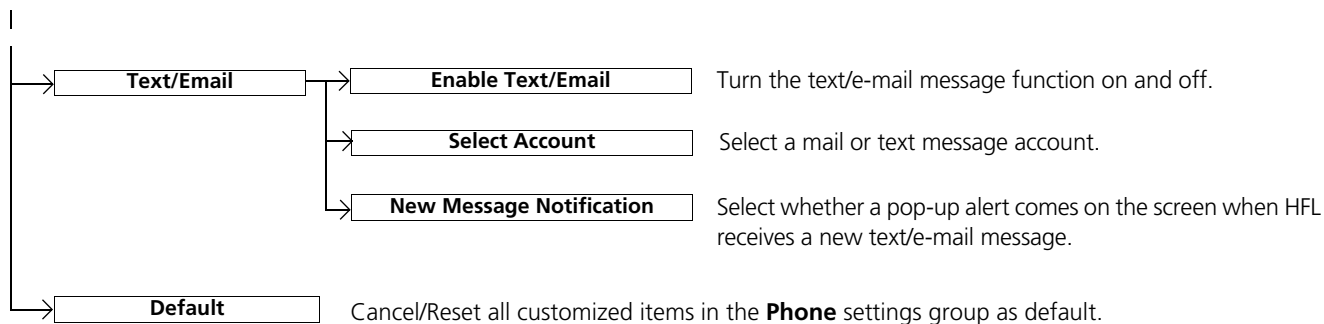 Text/Email
Enable Text/Email
Turn the text/e-mail message function on and off.
Select Account
Select a mail or text message account.
New Message Notification
Select whether a pop-up alert comes on the screen when HFL
receives a new text/e-mail message.
Default
Cancel/Reset all customized items in the Phone settings group as default.